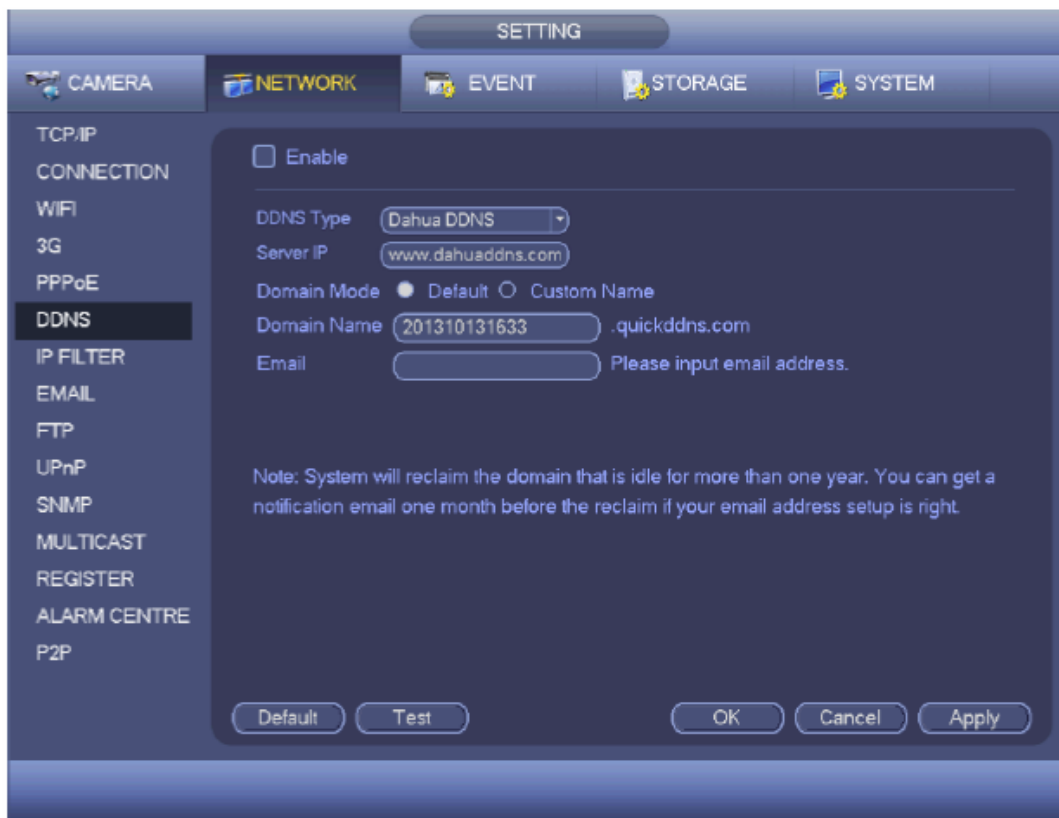 SETTING
CAMERA NETWORK EVENT STORAGE SYSTEM
TCP/IP
CONNECTION
WIFI
3G
PPPoE
DDNS
IP FILTER
EMAIL
FTP
UPnP
SNMP
MULTICAST
REGISTER
ALARM CENTRE
P2P
Enable
DDNS Type Dahua DDNS
Server IP www.dahuaddns.com
Domain Mode Default Custom Name
Domain Name 201310131633 .quickddns.com
Email Please input email address.
Note: System will reclaim the domain that is idle for more than one year. You can get a
notification email one month before the reclaim if your email address setup is right.
Default Test OK Cancel Apply